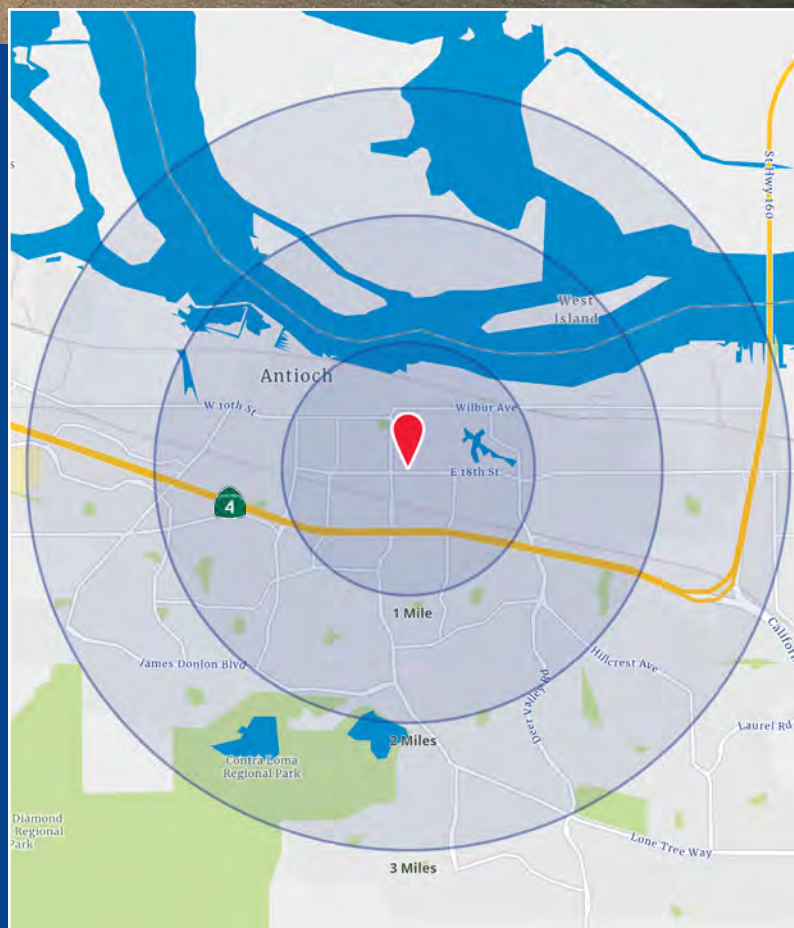 s
St Hwy 160
West
Island
Antioch
W 10th St
Wilbur Ave
E 18th St
4
1 Mile
Californ
James Donlon Blvd
Hillcrest Ave
Deer Valley Rd
Laurel Rd
2 Miles
Contra Loma
Regional Park
Diamond
Regional
Park
Lone Tree Way
3 Miles